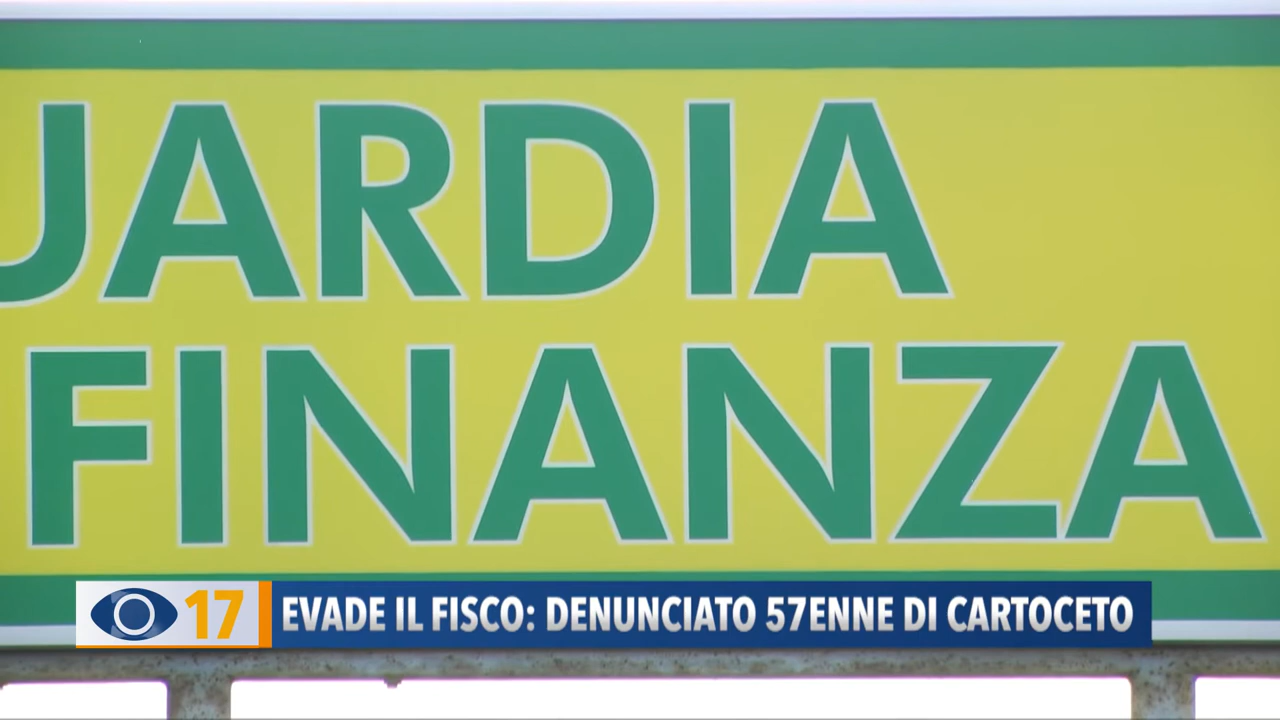 UARDIA
FINANZA
17 EVADE IL FISCO: DENUNCIATO 57ENNE DI CARTOCETO